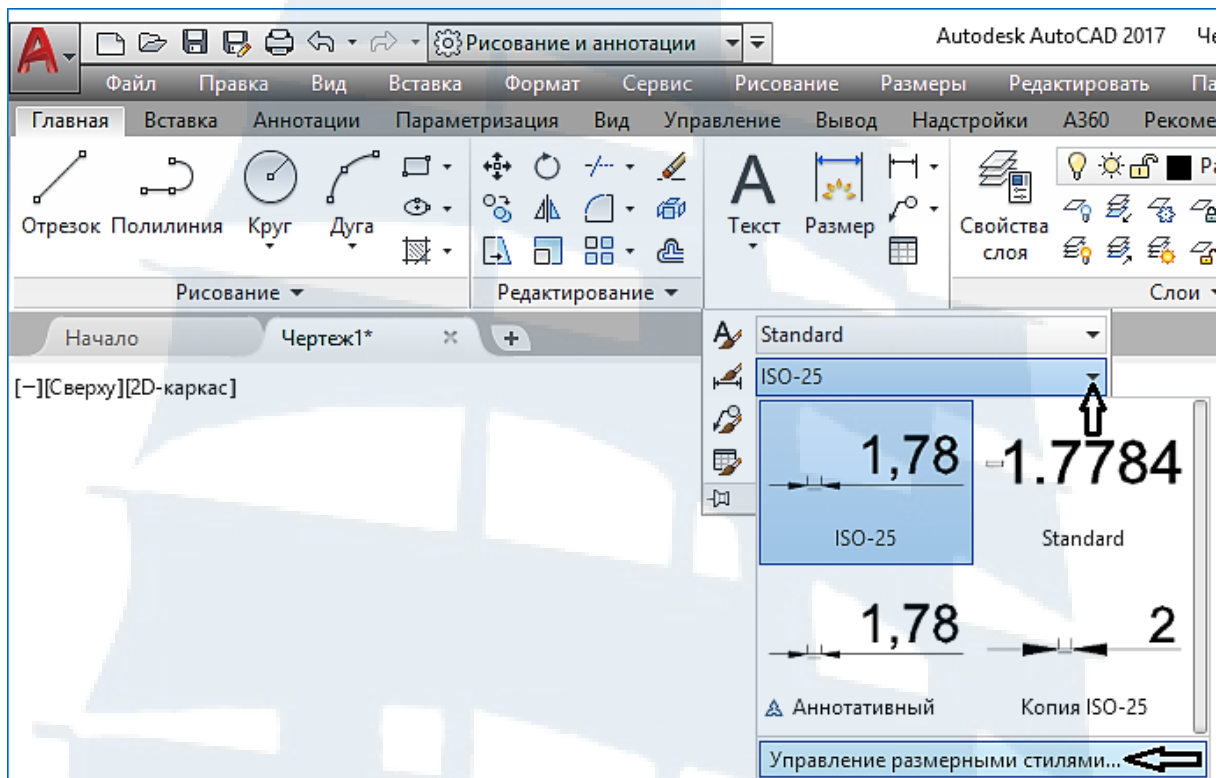 Рисование и аннотации
Autodesk AutoCAD 2017
Файл Правка Вид Вставка Формат Сервис Рисование Размеры Редактировать Па
Главная Вставка Аннотации Параметризация Вид Управление Вывод Надстройки A360 Рекоме
Отрезок Полилиния Круг Дуга
Текст Размер
Свойства
слоя
Рисование Редактирование Слои
Начало Чертеж1*
Standard
ISO-25
[−][Сверху][2D-каркас]
1,78 -1.7784
ISO-25 Standard
1,78 2
Аннотативный Копия ISO-25
Управление размерными стилями...